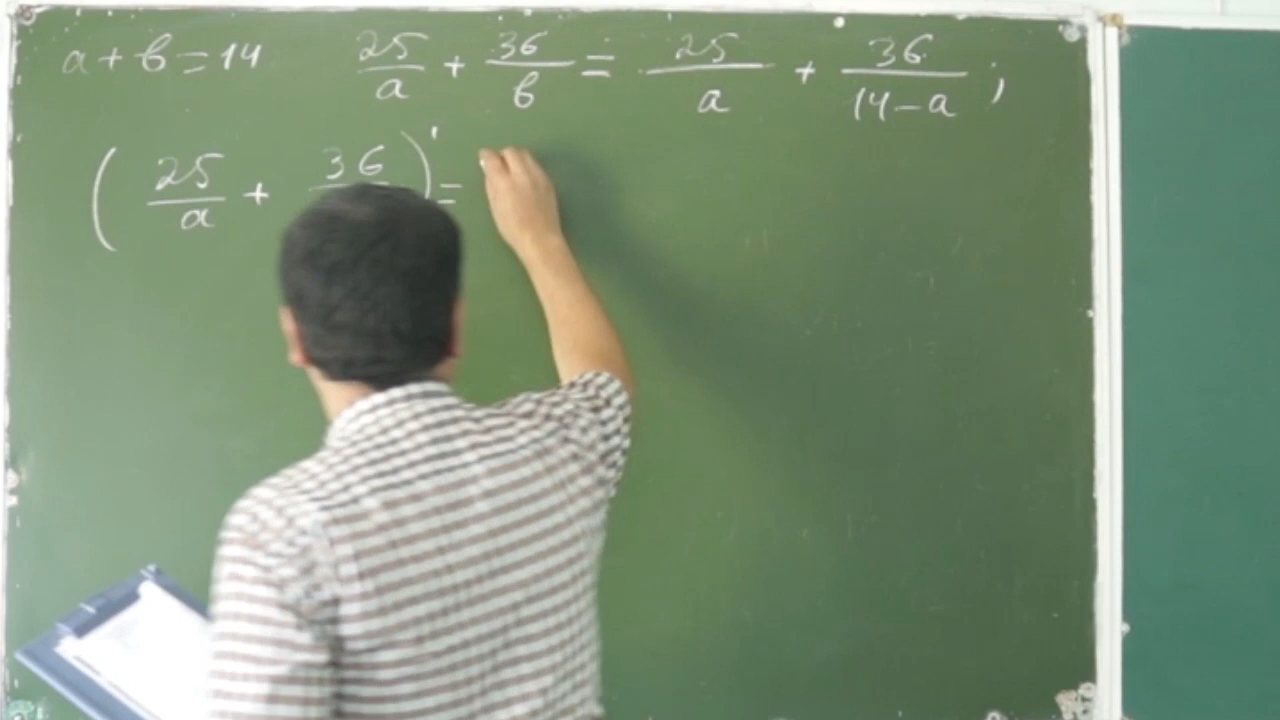 a + b = 14 25/a + 36/b = 25/a + 36/(14-a) ;
( 25/a + 36 )' =